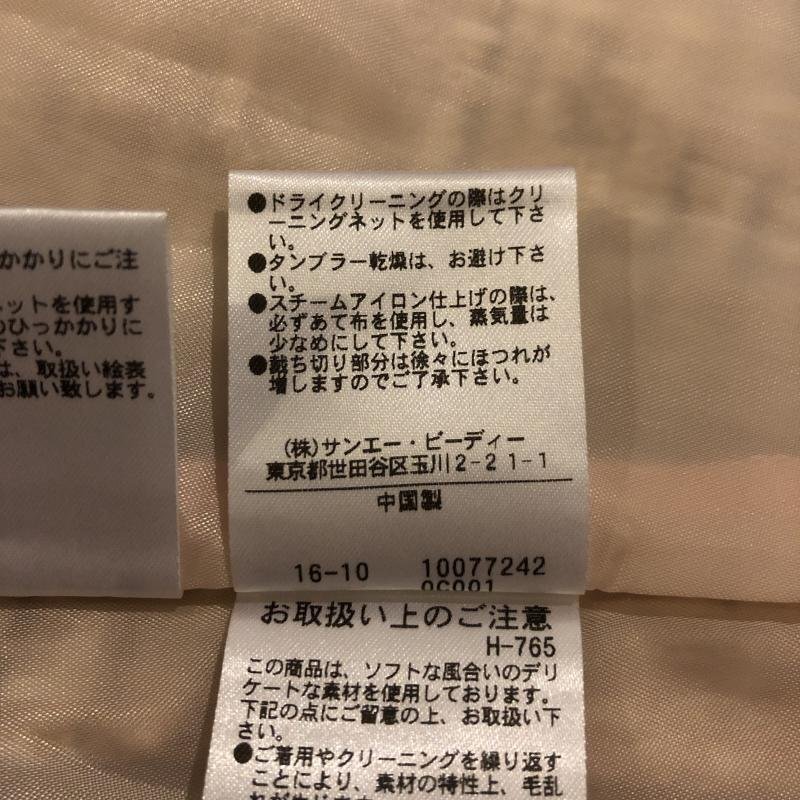 かかりにご注
ネットを使用す
のひっかかりに
下さい。
は、取扱い絵表
お願い致します。
●ドライクリーニングの際はクリ
ーニングネットを使用して下さ
い。
●タンブラー乾燥は、お避け下さ
い。
●スチームアイロン仕上げの際は、
必ずあて布を使用し、蒸気量は
少なめにして下さい。
●裁ち切り部分は徐々にほつれが
増しますのでご了承下さい。
(株)サンエー・ビーディー
東京都世田谷区玉川2-21-1
中国製
16-10 10077242
0C001
お取扱い上のご注意
H-765
この商品は、ソフトな風合いのデリ
ケートな素材を使用しております。
下記の点にご留意の上、お取扱い下
さい。
●ご着用やクリーニングを繰り返す
ことにより、素材の特性上、毛乱